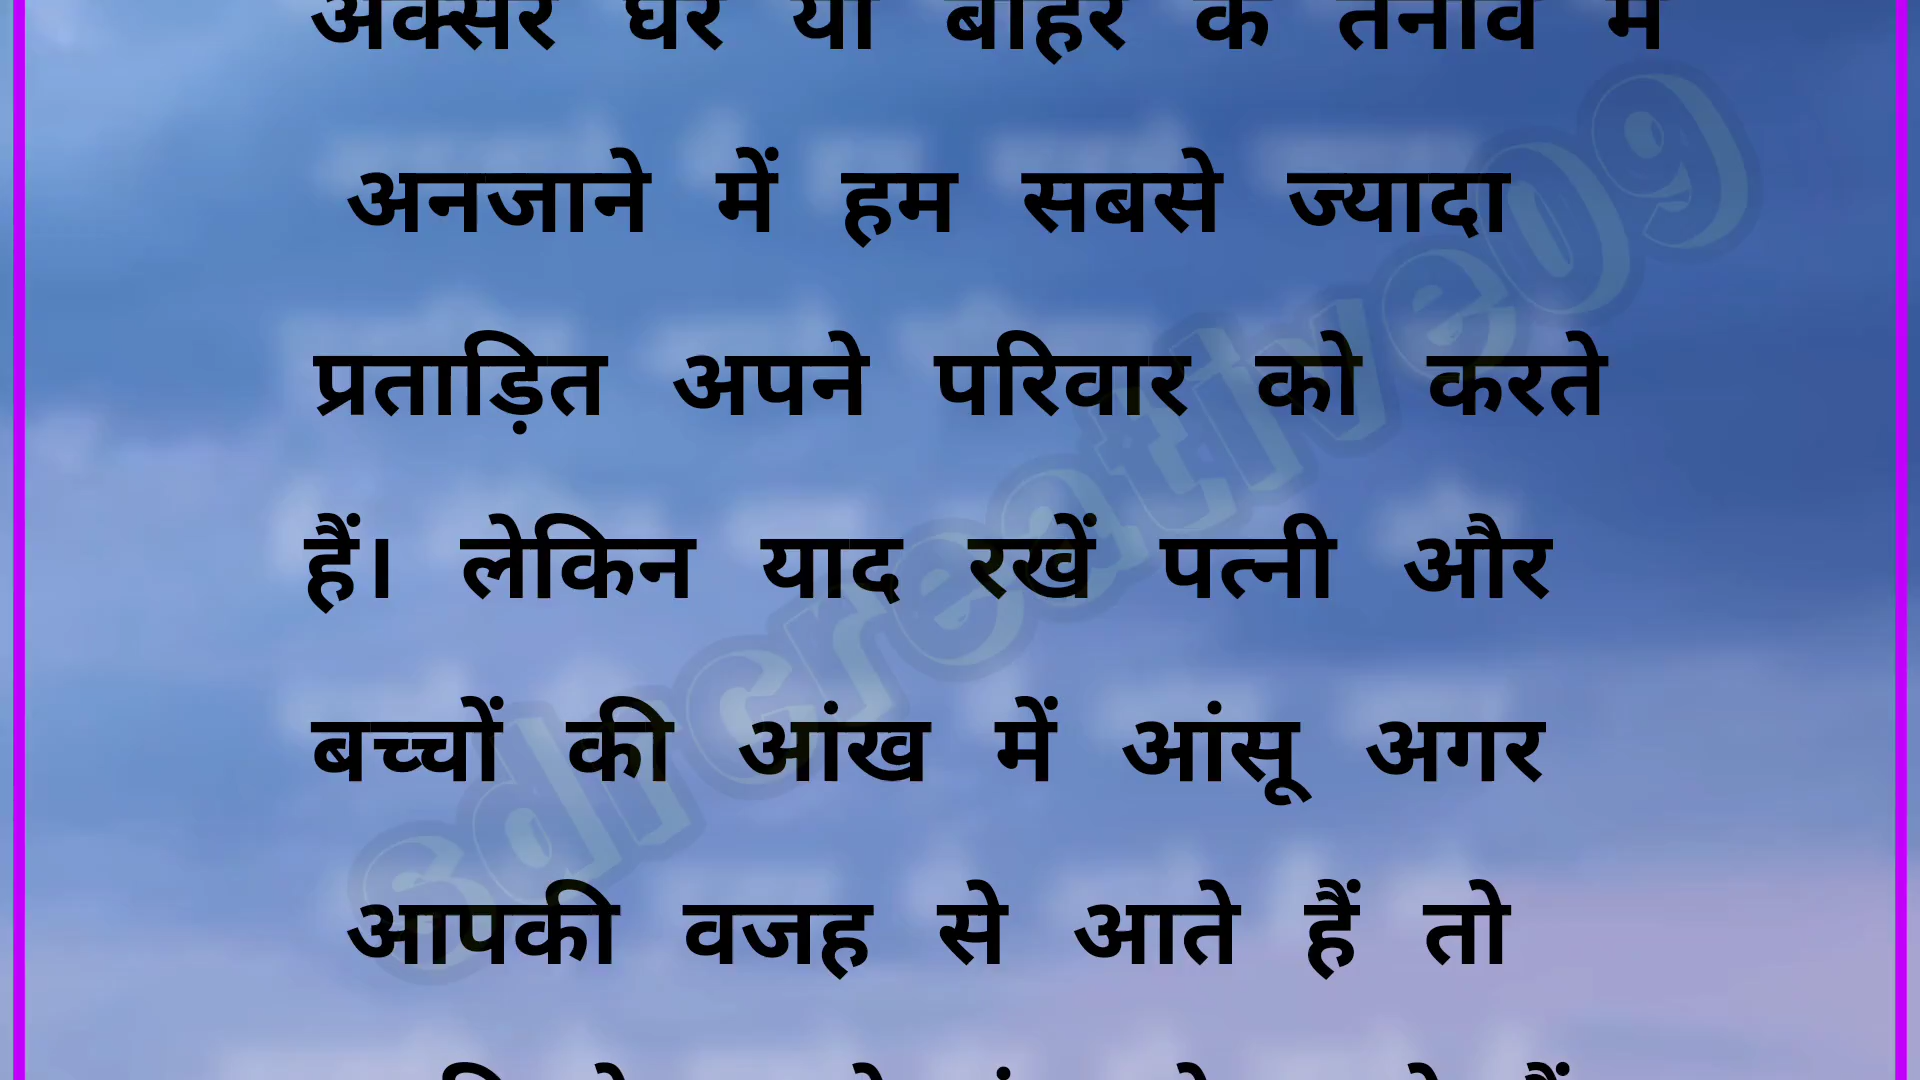 अक्सर घर या बाहर के तनाव में
अनजाने में हम सबसे ज्यादा
प्रताड़ित अपने परिवार को करते
हैं। लेकिन याद रखें पत्नी और
बच्चों की आंख में आंसू अगर
आपकी वजह से आते हैं तो
sdrcreative09